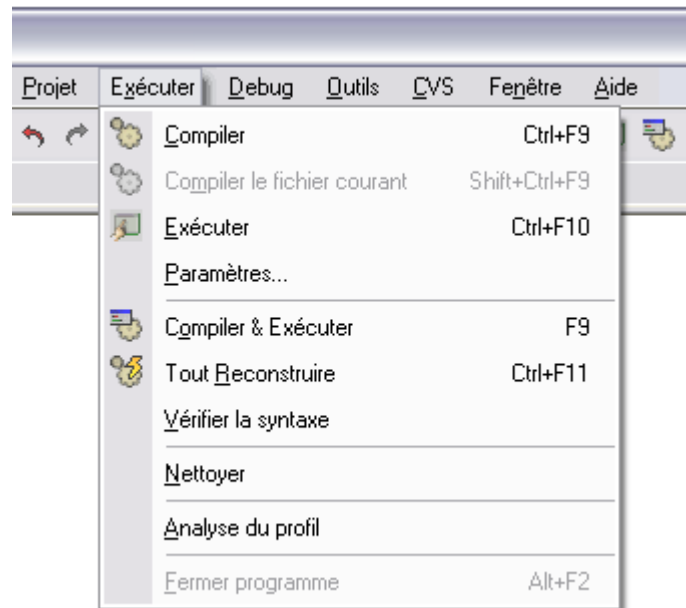 Projet Exécuter Debug Outils CVS Fenêtre Aide
Compiler Ctrl+F9
Compiler le fichier courant Shift+Ctrl+F9
Exécuter Ctrl+F10
Paramètres...
Compiler & Exécuter F9
Tout Reconstruire Ctrl+F11
Vérifier la syntaxe
Nettoyer
Analyse du profil
Fermer programme Alt+F2